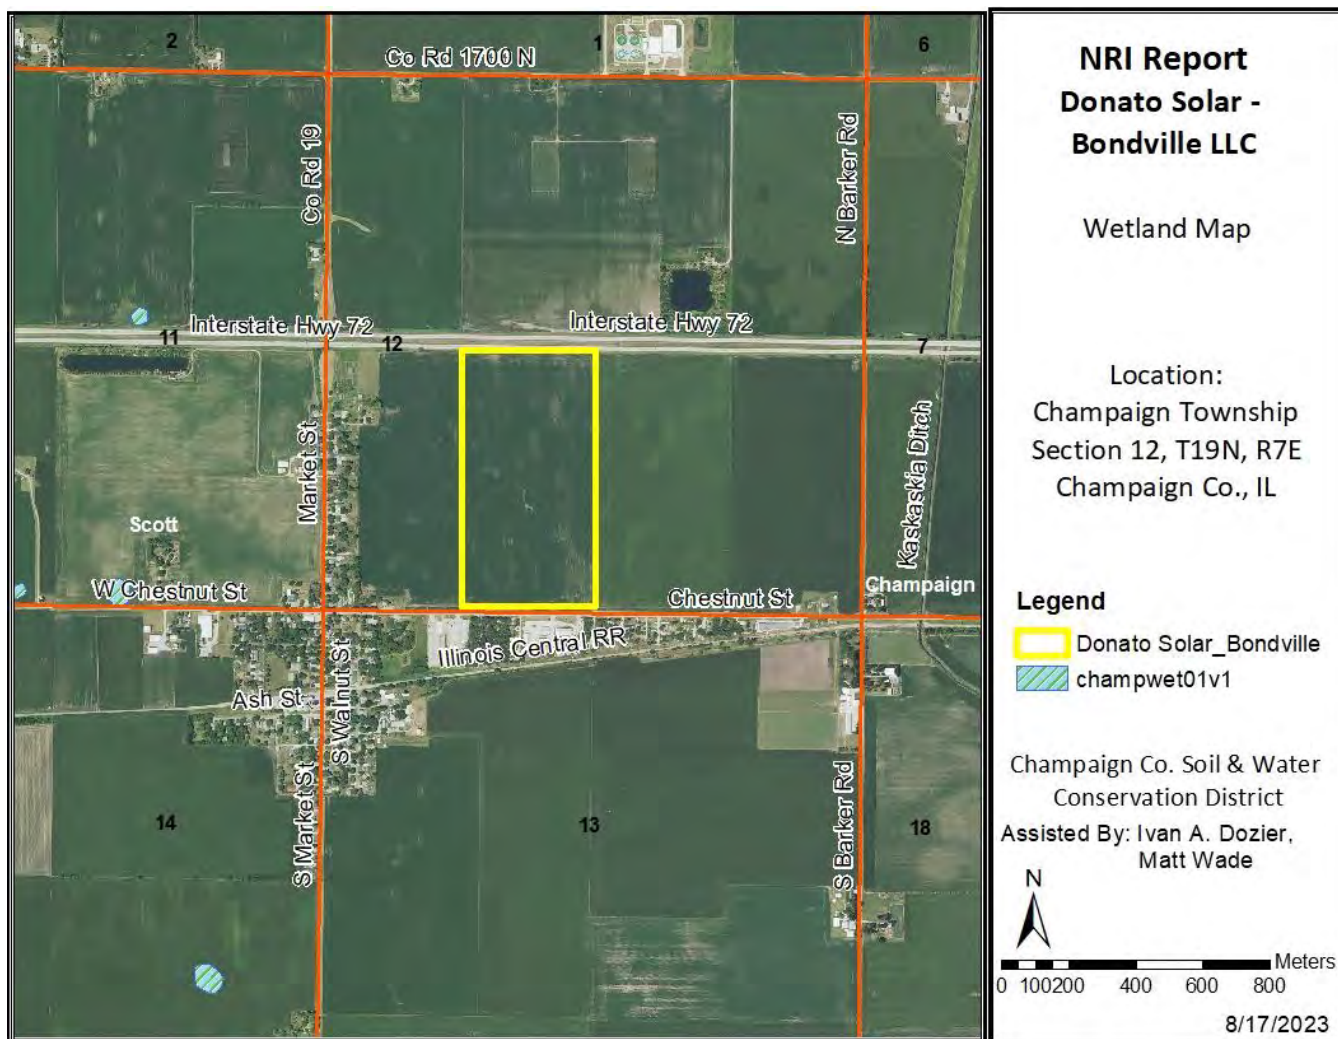 2
1
6
Co Rd 1700 N
Co Rd 19
N Barker Rd
Interstate Hwy 72
Interstate Hwy 72
11
12
7
Market St
Kaskaskia Ditch
Scott
W Chestnut St
Chestnut St
Champaign
Illinois Central RR
Ash St
S Walnut St
S Market St
S Barker Rd
14
13
18
NRI Report
Donato Solar -
Bondville LLC
Wetland Map
Location:
Champaign Township
Section 12, T19N, R7E
Champaign Co., IL
Legend
Donato Solar_Bondville
champwet01v1
Champaign Co. Soil & Water
Conservation District
Assisted By: Ivan A. Dozier,
Matt Wade
N
Meters
0 100200 400 600 800
8/17/2023